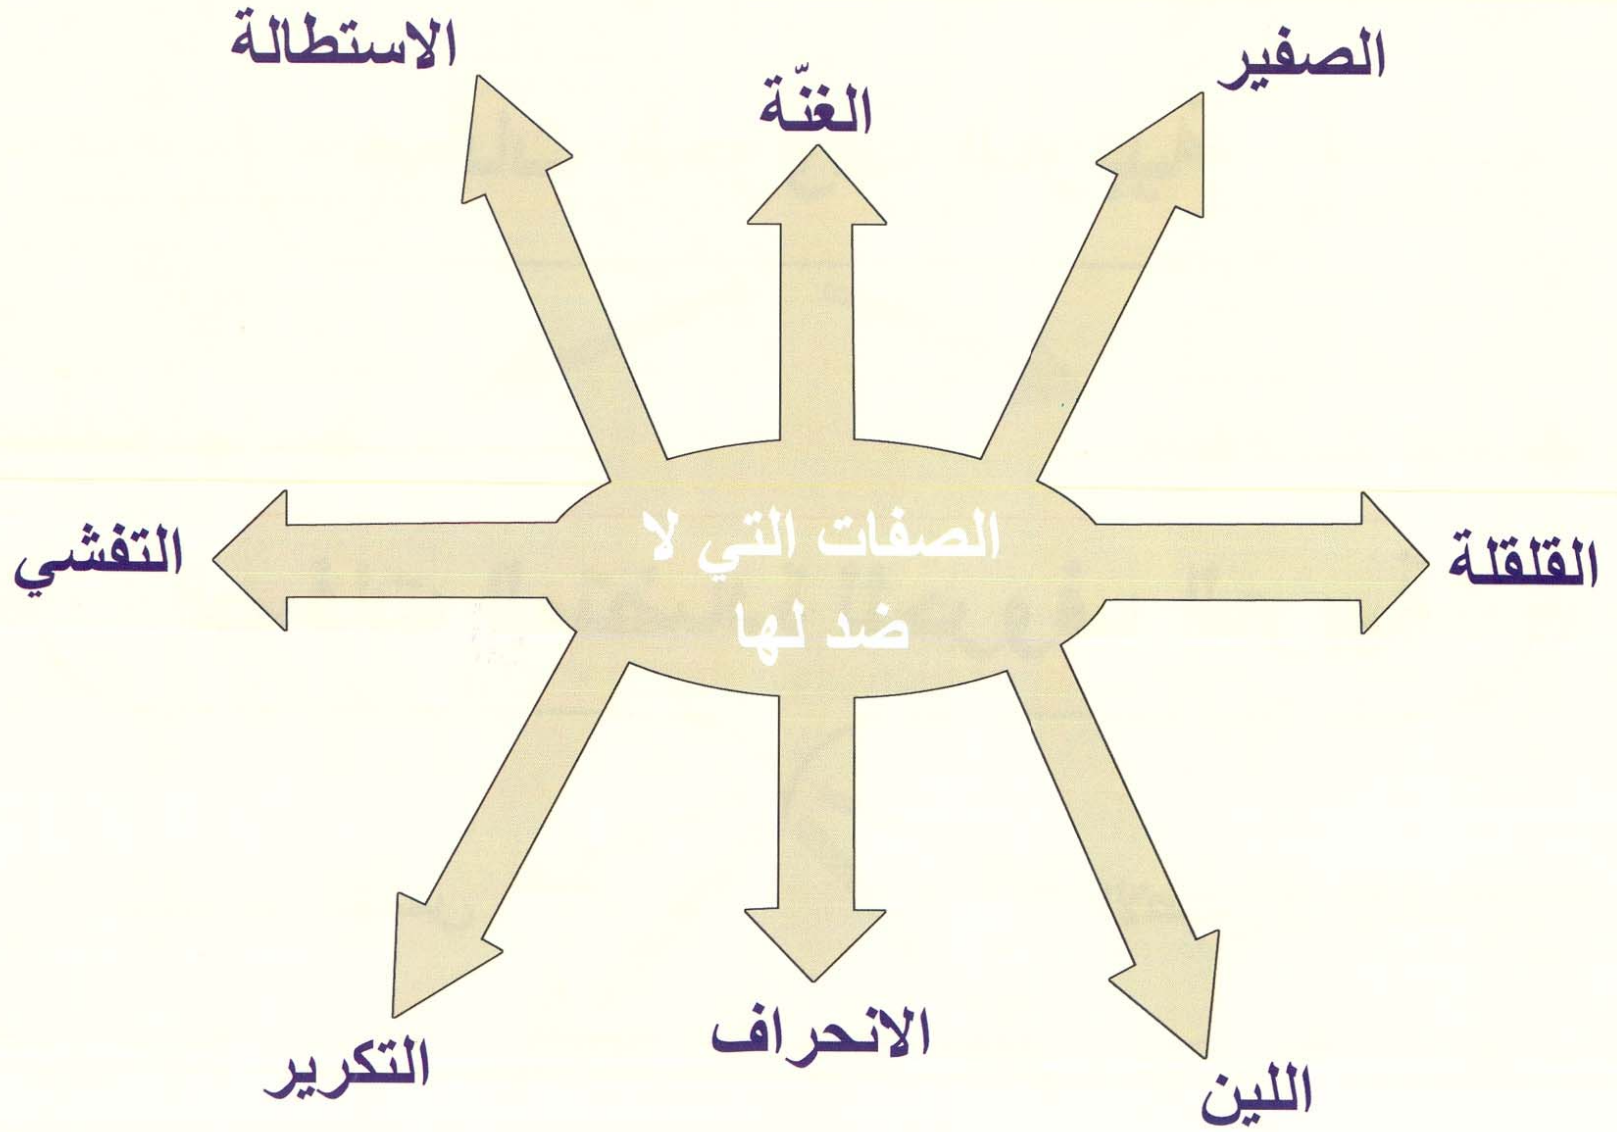 الصفير
الغنّة
الاستطالة
القلقلة
الصفات التي لا
ضد لها
التفشي
اللين
الانحراف
التكرير